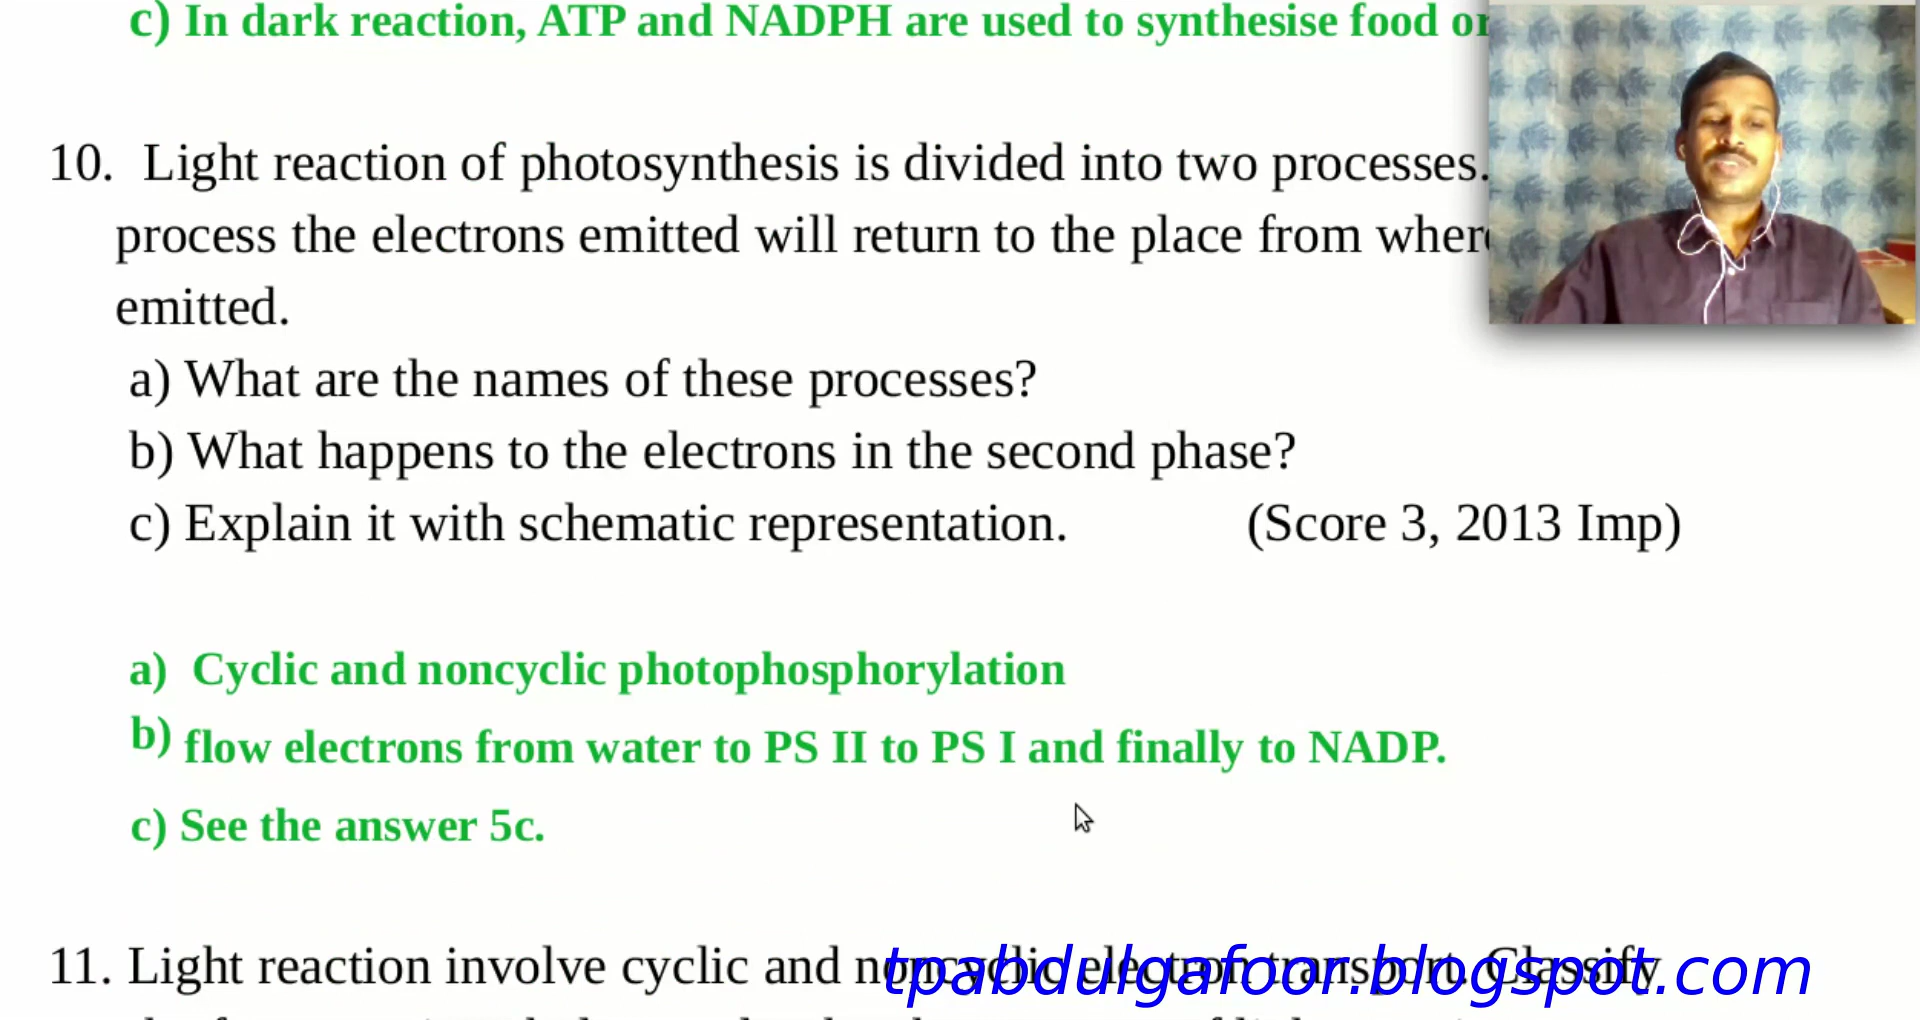 c) In dark reaction, ATP and NADPH are used to synthesise food
10. Light reaction of photosynthesis is divided into two processes.
process the electrons emitted will return to the place from
emitted.
a) What are the names of these processes?
b) What happens to the electrons in the second phase?
c) Explain it with schematic representation. (Score 3, 2013 Imp)
a) Cyclic and noncyclic photophosphorylation
b) flow electrons from water to PS II to PS I and finally to NADP.
c) See the answer 5c.
11. Light reaction involve cyclic and noncyclic electron transport. Classify
tpabdulgafoor.blogspot.com